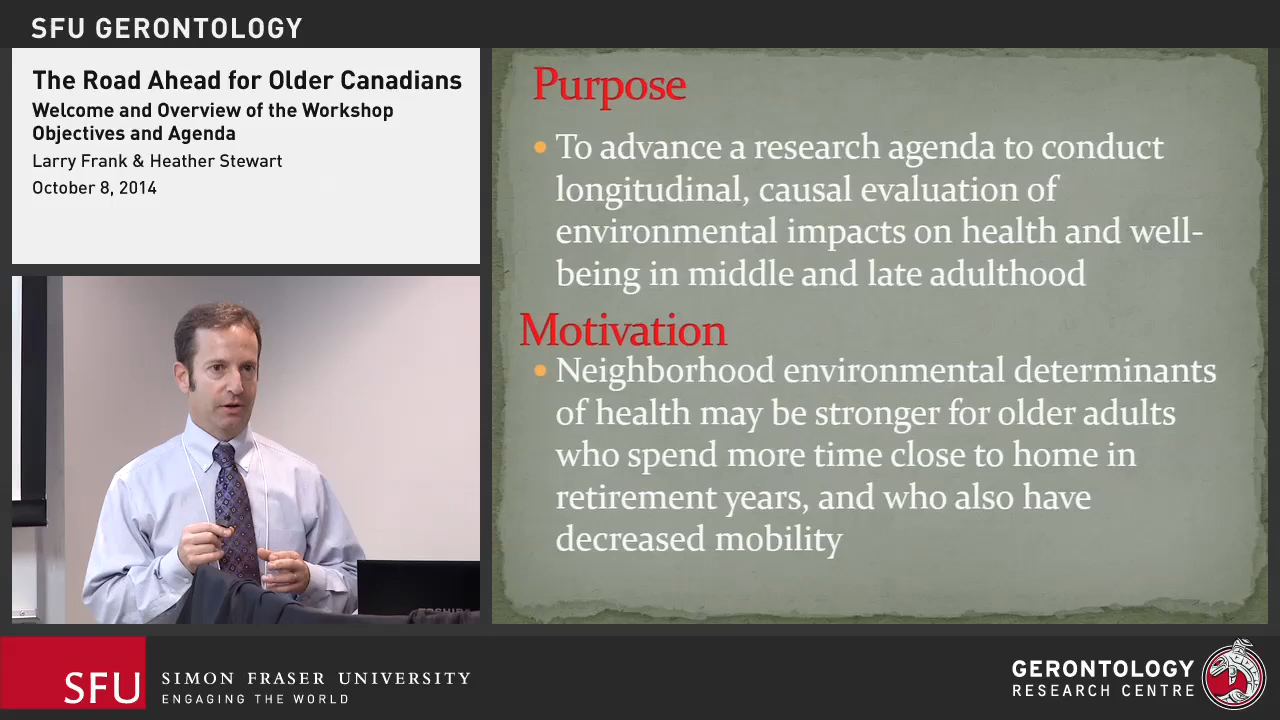 SFU GERONTOLOGY
The Road Ahead for Older Canadians
Welcome and Overview of the Workshop
Objectives and Agenda
Larry Frank & Heather Stewart
October 8, 2014
Purpose
• To advance a research agenda to conduct
longitudinal, causal evaluation of
environmental impacts on health and well-
being in middle and late adulthood
Motivation
• Neighborhood environmental determinants
of health may be stronger for older adults
who spend more time close to home in
retirement years, and who also have
decreased mobility
TOSHIBA
SFU
SIMON FRASER UNIVERSITY
ENGAGING THE WORLD
GERONTOLOGY
RESEARCH CENTRE